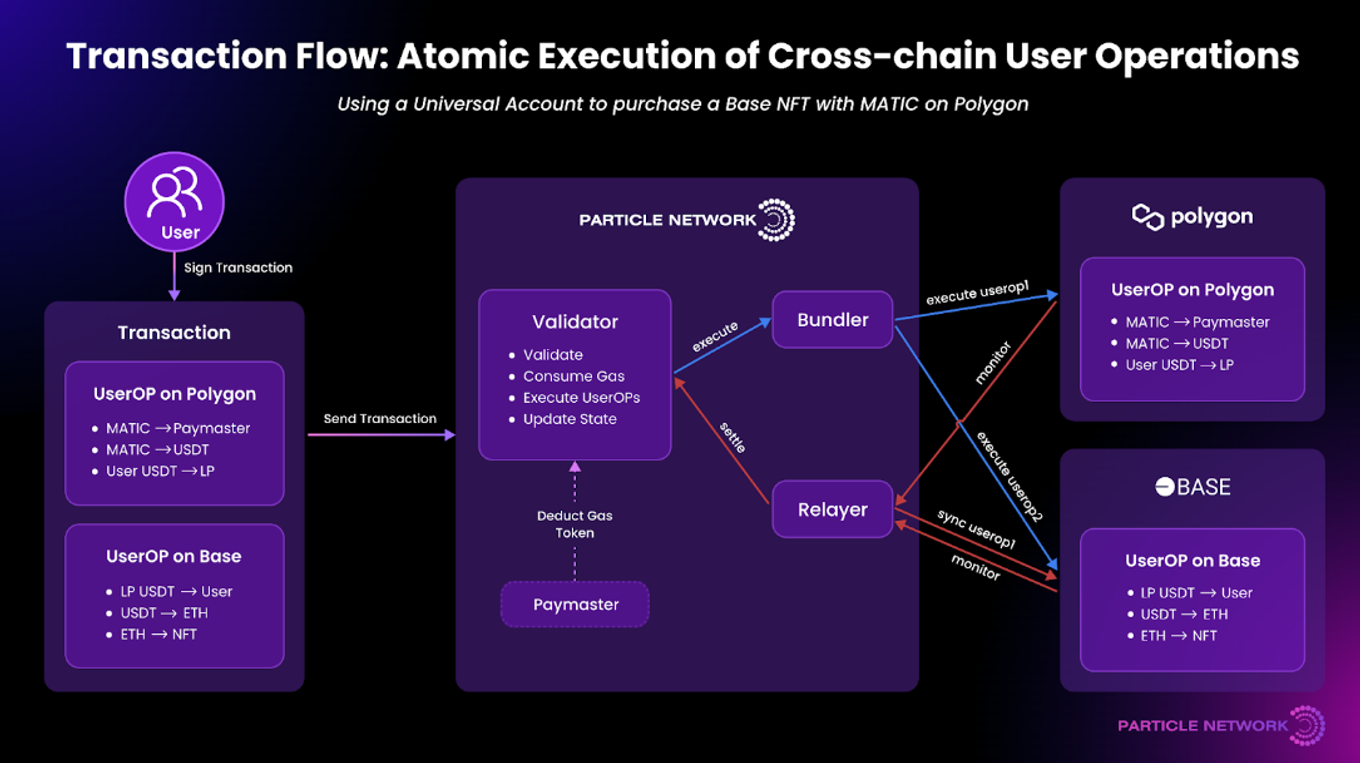 Transaction Flow: Atomic Execution of Cross-chain User Operations
Using a Universal Account to purchase a Base NFT with MATIC on Polygon
User
Sign Transaction
Transaction
UserOP on Polygon
• MATIC → Paymaster
• MATIC → USDT
• User USDT → LP
UserOP on Base
• LP USDT → User
• USDT → ETH
• ETH → NFT
Send Transaction
PARTICLE NETWORK
Validator
• Validate
• Consume Gas
• Execute UserOPs
• Update State
Deduct Gas
Token
Paymaster
execute
settle
Bundler
Relayer
execute userop1
monitor
execute userop2
sync userop1
monitor
polygon
UserOP on Polygon
• MATIC → Paymaster
• MATIC → USDT
• User USDT → LP
BASE
UserOP on Base
• LP USDT → User
• USDT → ETH
• ETH → NFT
PARTICLE NETWORK